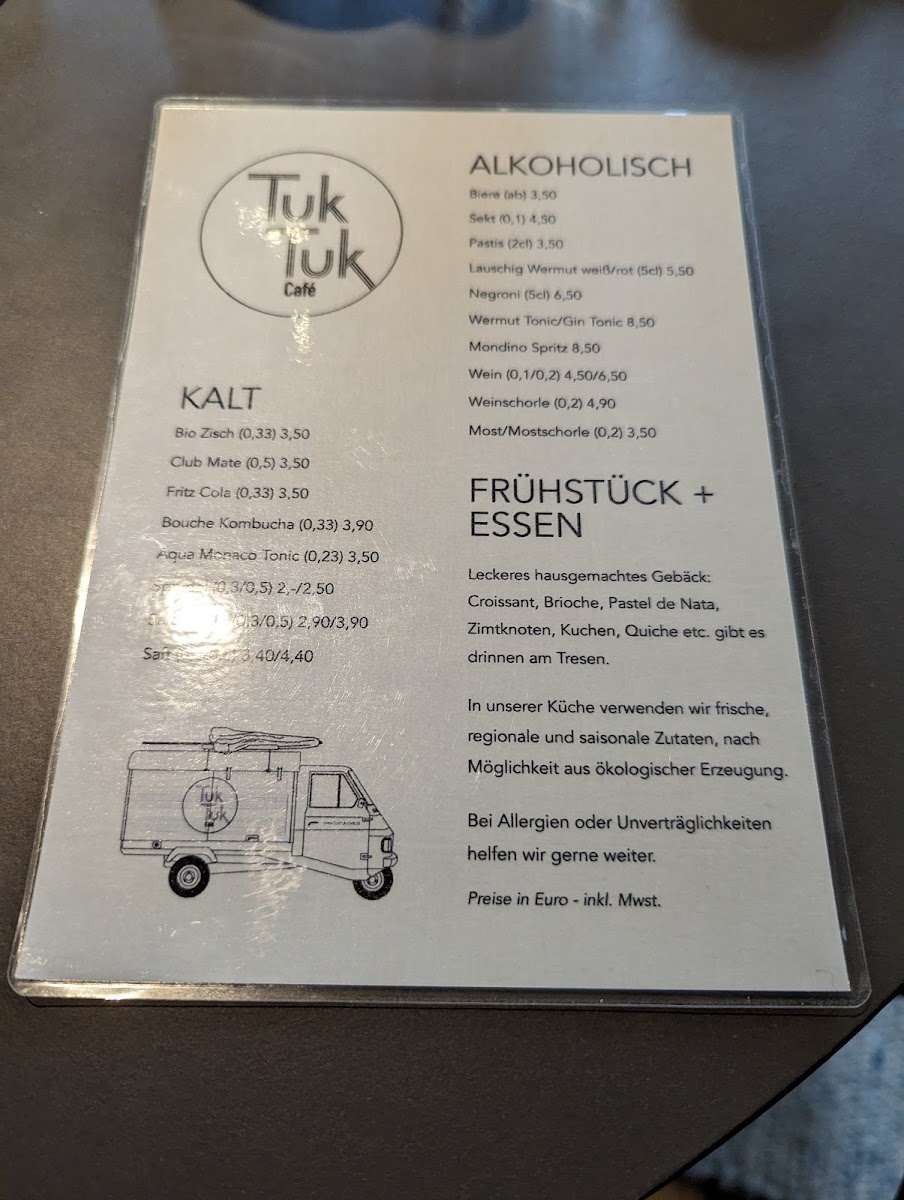 Tuk
Tuk
Café
KALT
Bio Zisch (0,33) 3,50
Club Mate (0,5) 3,50
Fritz Cola (0,33) 3,50
Bouche Kombucha (0,33) 3,90
Aqua Monaco Tonic (0,23) 3,50
(0,3/0,5) 2,-/2,50
(0,3/0,5) 2,90/3,90
Saft 3,40/4,40
Tuk
Tuk
ALKOHOLISCH
Biere (ab) 3,50
Sekt (0,1) 4,50
Pastis (2cl) 3,50
Lauschig Wermut weiß/rot (5cl) 5,50
Negroni (5cl) 6,50
Wermut Tonic/Gin Tonic 8,50
Mondino Spritz 8,50
Wein (0,1/0,2) 4,50/6,50
Weinschorle (0,2) 4,90
Most/Mostschorle (0,2) 3,50
FRÜHSTÜCK +
ESSEN
Leckeres hausgemachtes Gebäck:
Croissant, Brioche, Pastel de Nata,
Zimtknoten, Kuchen, Quiche etc. gibt es
drinnen am Tresen.
In unserer Küche verwenden wir frische,
regionale und saisonale Zutaten, nach
Möglichkeit aus ökologischer Erzeugung.
Bei Allergien oder Unverträglichkeiten
helfen wir gerne weiter.
Preise in Euro - inkl. Mwst.